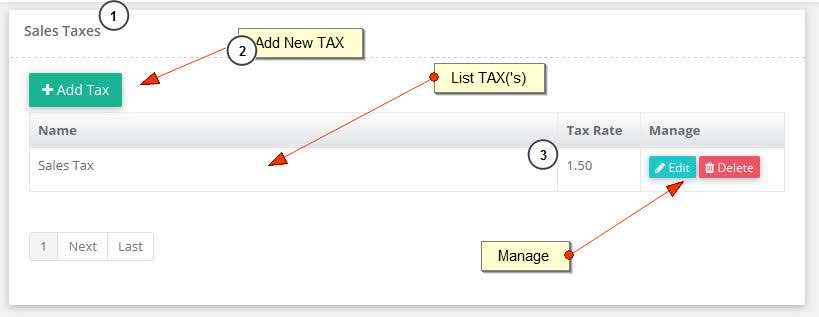 Sales Taxes
1
2
Add New TAX
List TAX('s)
Add Tax
Name Tax Rate Manage
Sales Tax 3 1.50 Edit Delete
1 Next Last
Manage